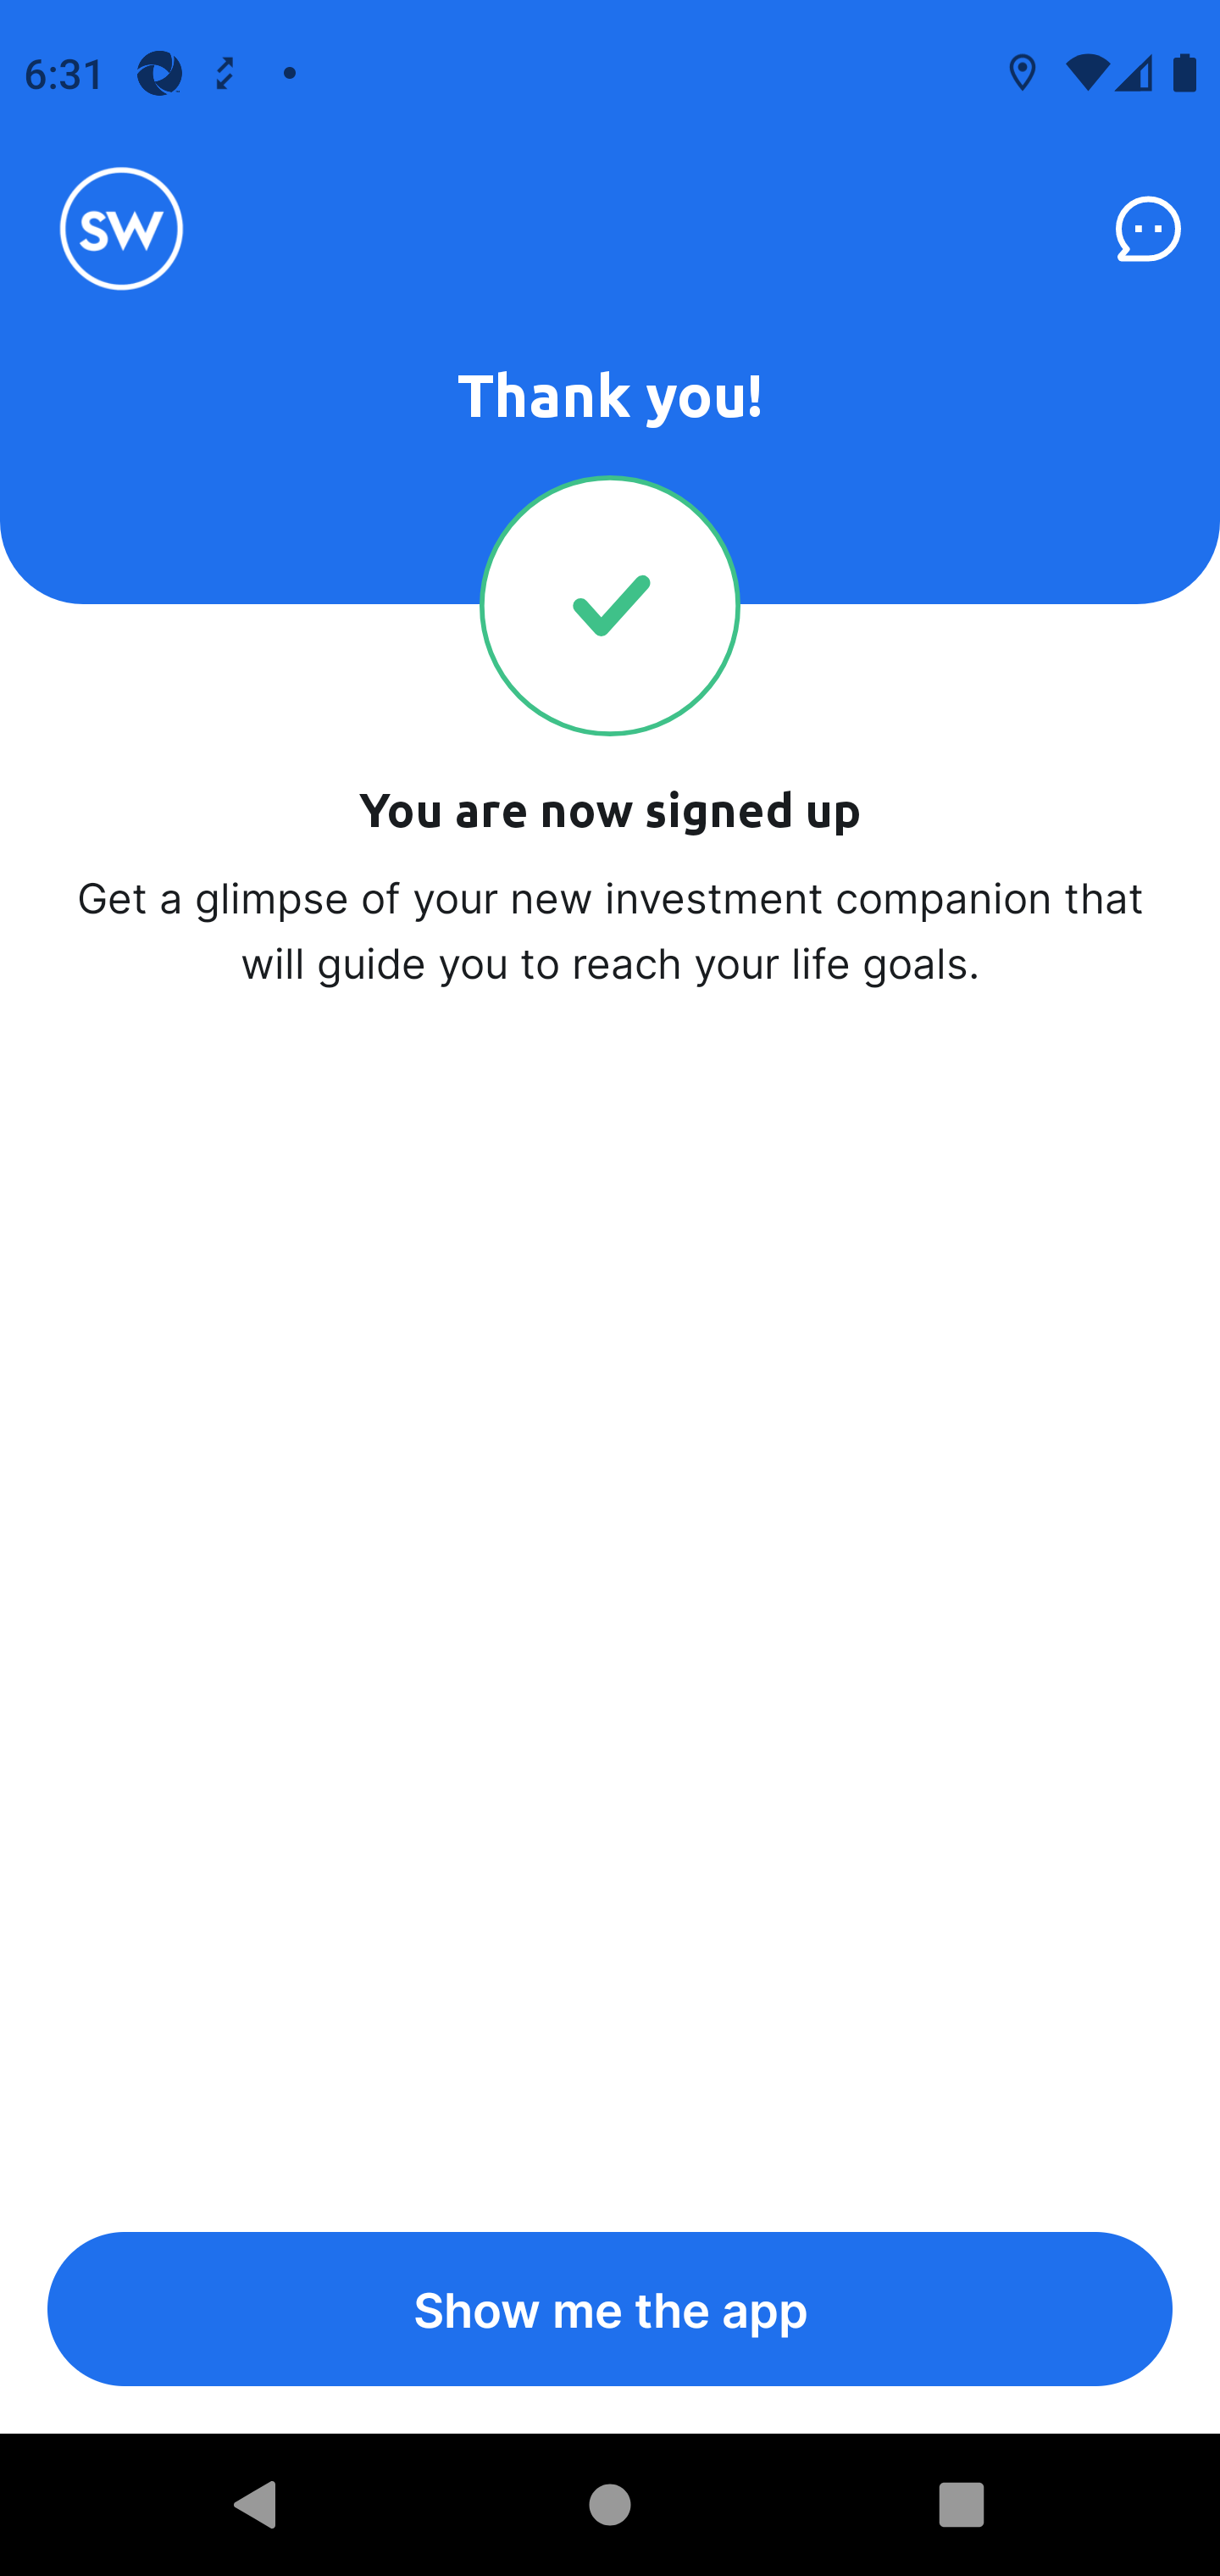 6:31
SW
Thank you!
You are now signed up
Get a glimpse of your new investment companion that
will guide you to reach your life goals.
Show me the app